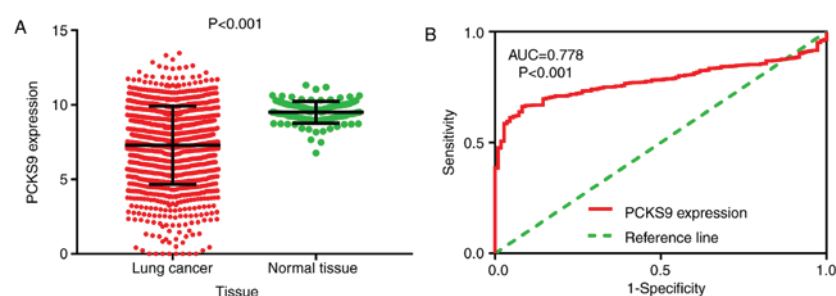 A
P<0.001
15
10
5
0
PCKS9 expression
Lung cancer
Normal tissue
Tissue
B
AUC=0.778
P<0.001
1.0
0.5
0.0
Sensitivity
PCKS9 expression
Reference line
0.0
0.5
1.0
1-Specificity